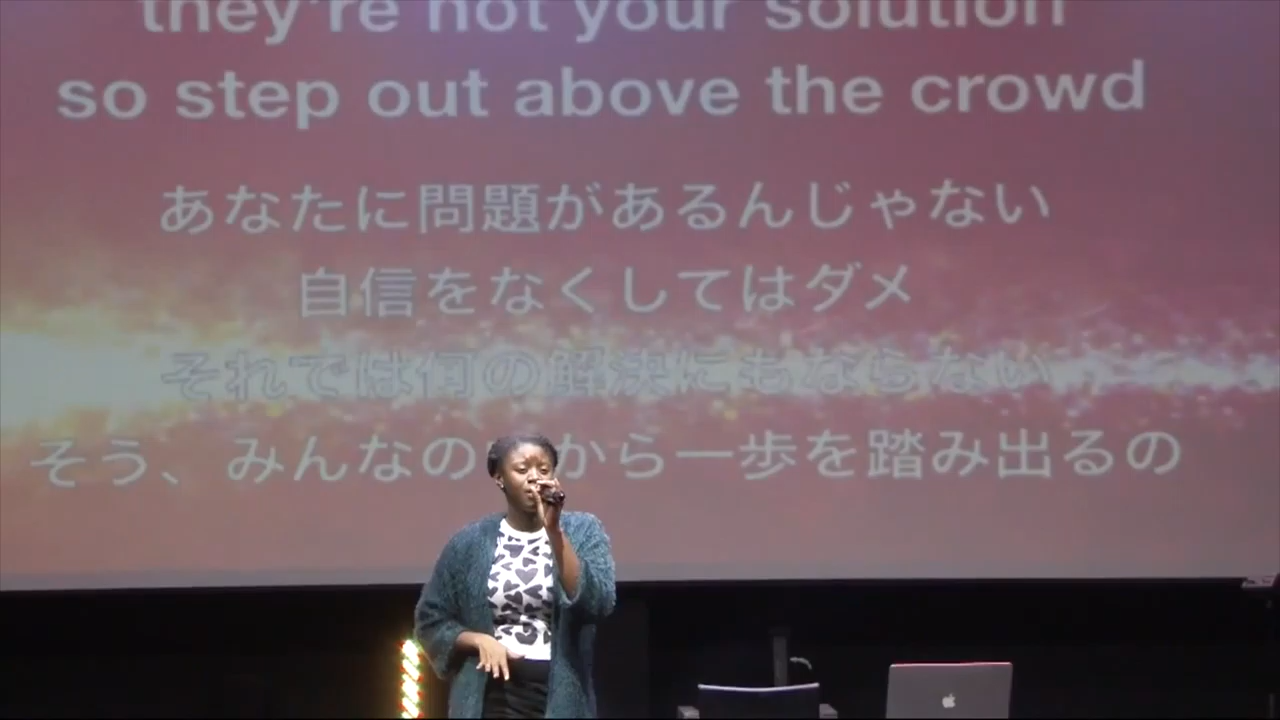 they're not your solution
so step out above the crowd
あなたに問題があるんじゃない
自信をなくしてはダメ
それでは何の解決にもならない
そう、みんなの から一歩を踏み出るの